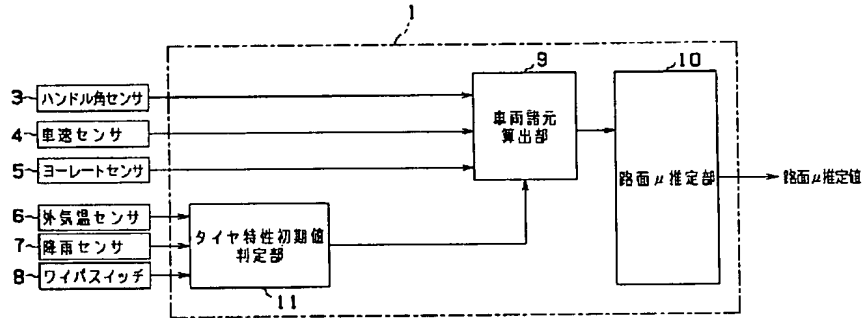 1
9
10
3 ハンドル角センサ
4 車速センサ
5 ヨーレートセンサ
車両諸元
算出部
路面μ推定部
路面μ推定値
6 外気温センサ
7 降雨センサ
8 ワイパスイッチ
タイヤ特性初期値
判定部
11